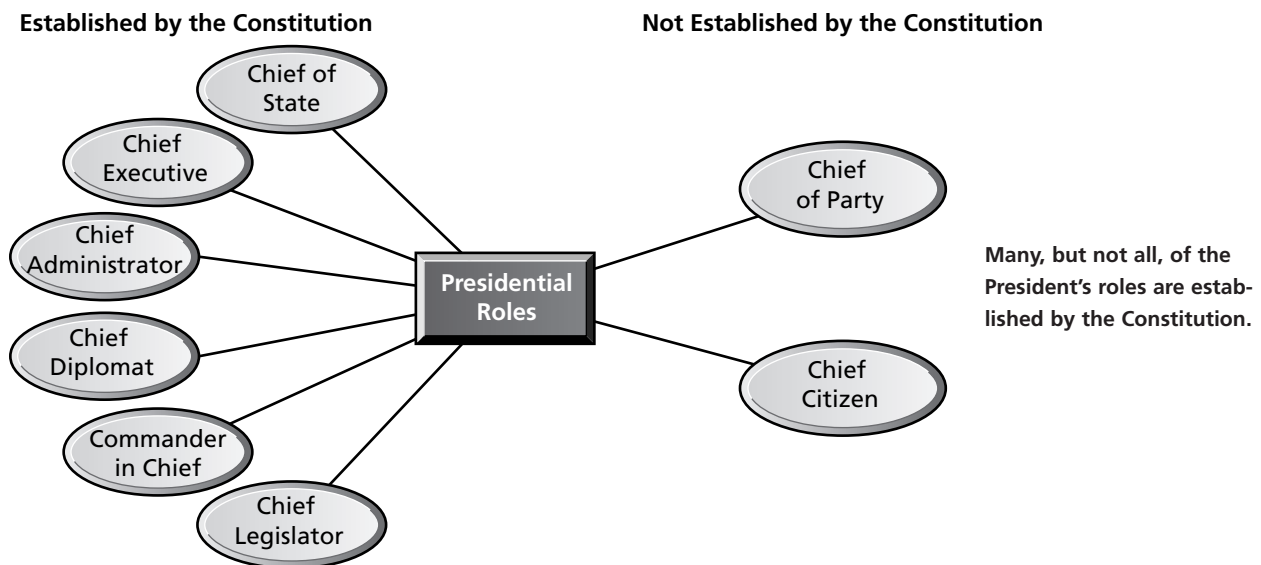 Established by the Constitution
Not Established by the Constitution
Chief of
State
Chief
Executive
Chief
Administrator
Chief
Diplomat
Commander
in Chief
Chief
Legislator
Presidential
Roles
Chief
of Party
Chief
Citizen
Many, but not all, of the
President’s roles are estab-
lished by the Constitution.